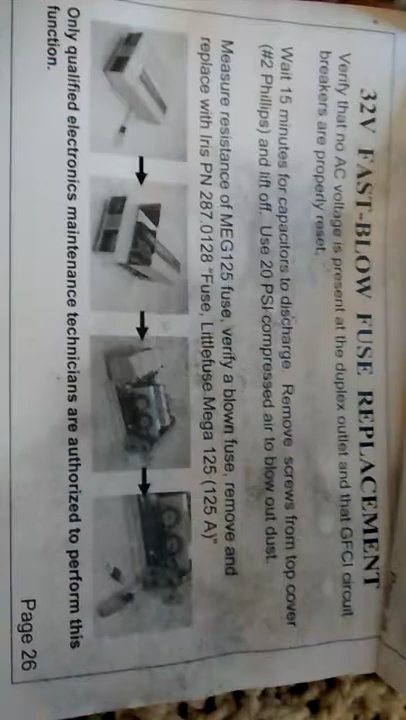 32V FAST-BLOW FUSE REPLACEMENT
Verify that no AC voltage is present at the duplex outlet and that GFCI circuit
breakers are properly reset.
Wait 15 minutes for capacitors to discharge. Remove screws from top cover
(#2 Phillips) and lift off. Use 20 PSI compressed air to blow out dust.
Measure resistance of MEG125 fuse, verify a blown fuse, remove and
replace with Iris PN 287.0128 "Fuse, Littlefuse Mega 125 (125 A)"
Only qualified electronics maintenance technicians are authorized to perform this
function.
Page 26